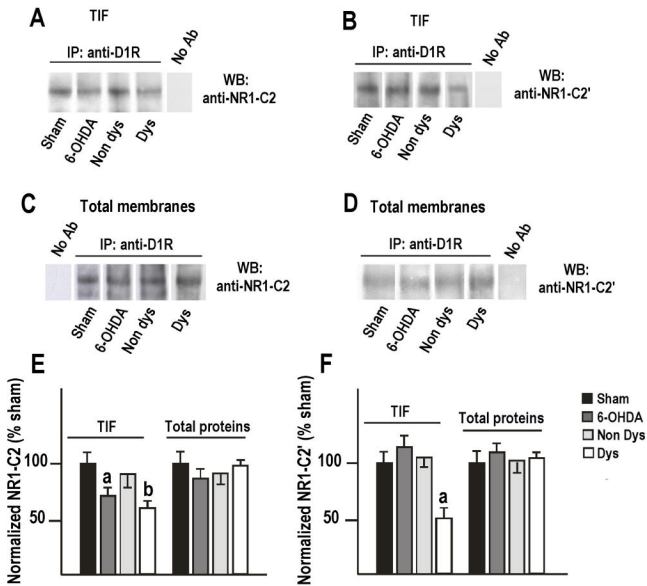 A
TIF
IP: anti-D1R
No Ab
WB:
anti-NR1-C2
Sham
6-OHDA
Non dys
Dys
B
TIF
IP: anti-D1R
No Ab
WB:
anti-NR1-C2'
Sham
6-OHDA
Non dys
Dys
C
Total membranes
No Ab
IP: anti-D1R
WB:
anti-NR1-C2
Sham
6-OHDA
Non dys
Dys
D
Total membranes
IP: anti-D1R
No Ab
WB:
anti-NR1-C2'
Sham
6-OHDA
Non dys
Dys
E
Normalized NR1-C2 (% sham)
TIF
Total proteins
100
50
a
b
F
Normalized NR1-C2' (% sham)
TIF
Total proteins
100
50
a
Sham
6-OHDA
Non Dys
Dys